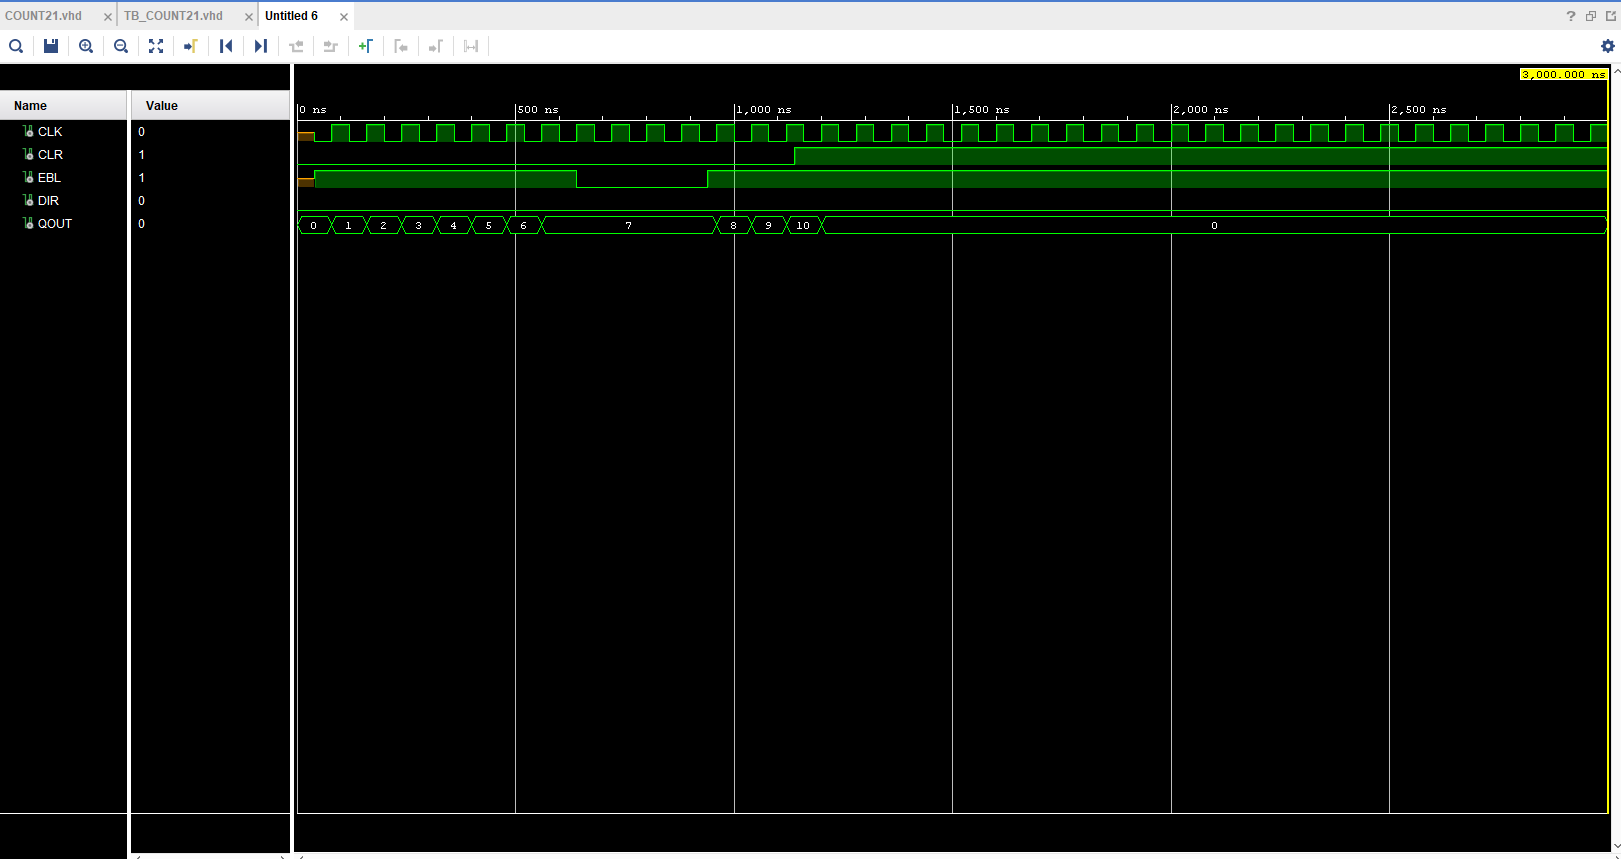 COUNT21.vhd TB_COUNT21.vhd Untitled 6
?
3,000.000 ns
Name Value
0 ns 500 ns 1,000 ns 1,500 ns 2,000 ns 2,500 ns
CLK 0
CLR 1
EBL 1
DIR 0
QOUT 0 0 1 2 3 4 5 6 7 8 9 10 0